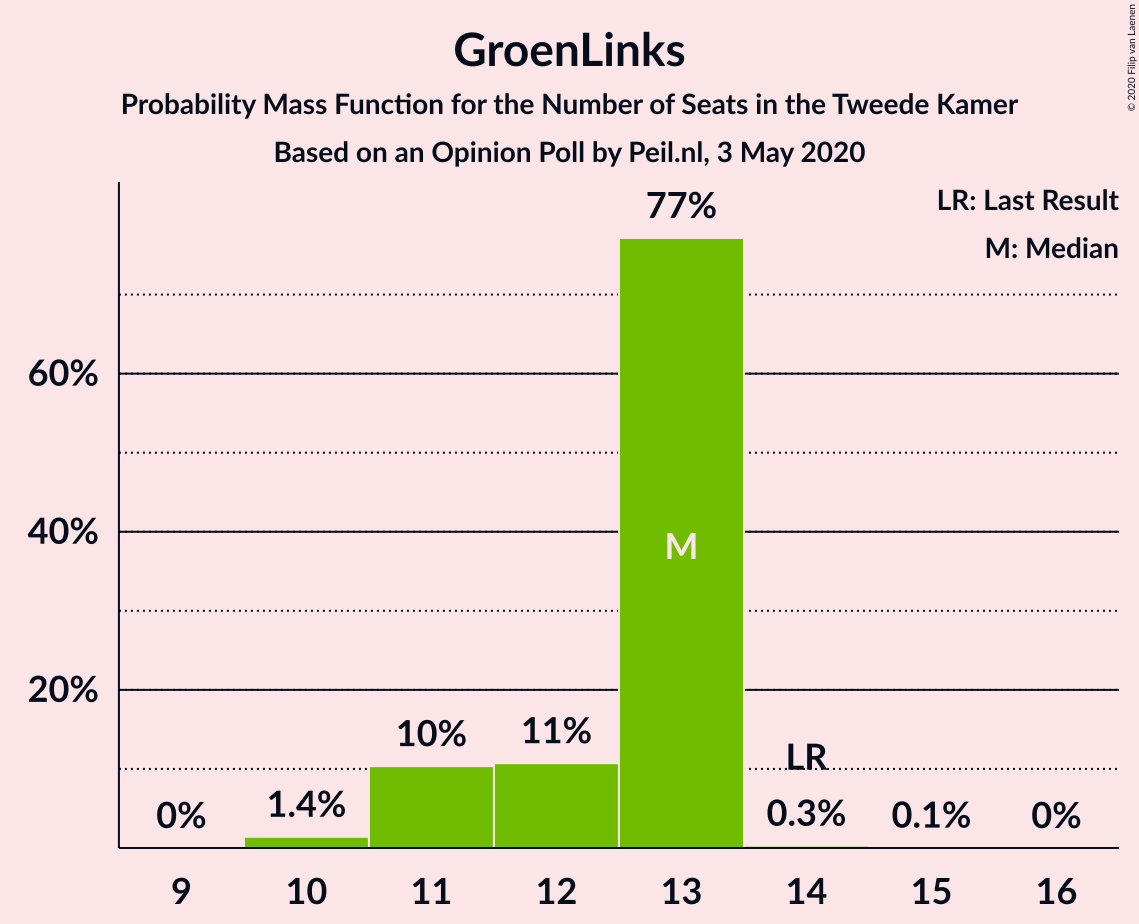 GroenLinks
Probability Mass Function for the Number of Seats in the Tweede Kamer
Based on an Opinion Poll by Peil.nl, 3 May 2020
© 2020 Filip van Laenen
LR: Last Result
M: Median
77%
60%
40%
20%
M
0%
1.4%
10%
11%
LR
0.3%
0.1%
0%
9 10 11 12 13 14 15 16